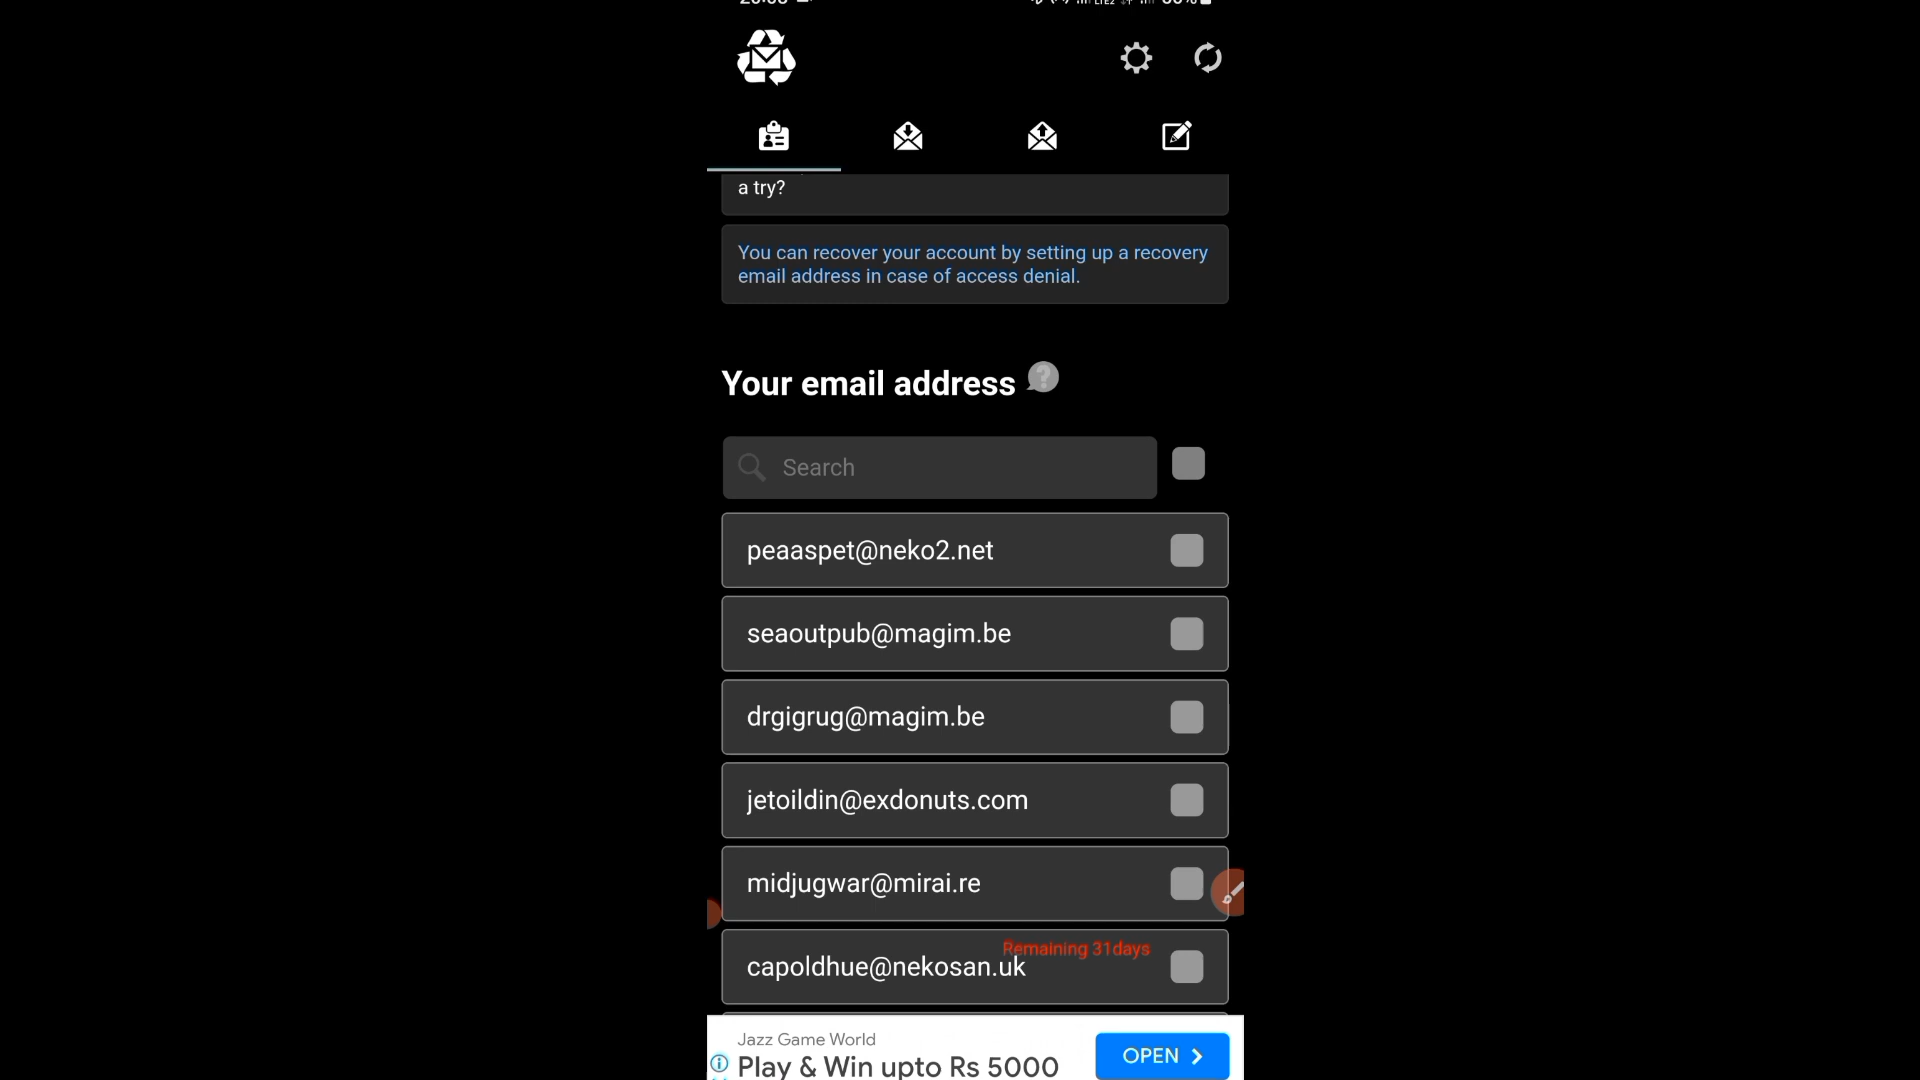 a try?
You can recover your account by setting up a recovery
email address in case of access denial.
Your email address
Search
peaaspet@neko2.net
seaoutpub@magim.be
drgigrug@magim.be
jetoildin@exdonuts.com
midjugwar@mirai.re
Remaining 31days
capoldhue@nekosan.uk
Jazz Game World
Play & Win upto Rs 5000
OPEN